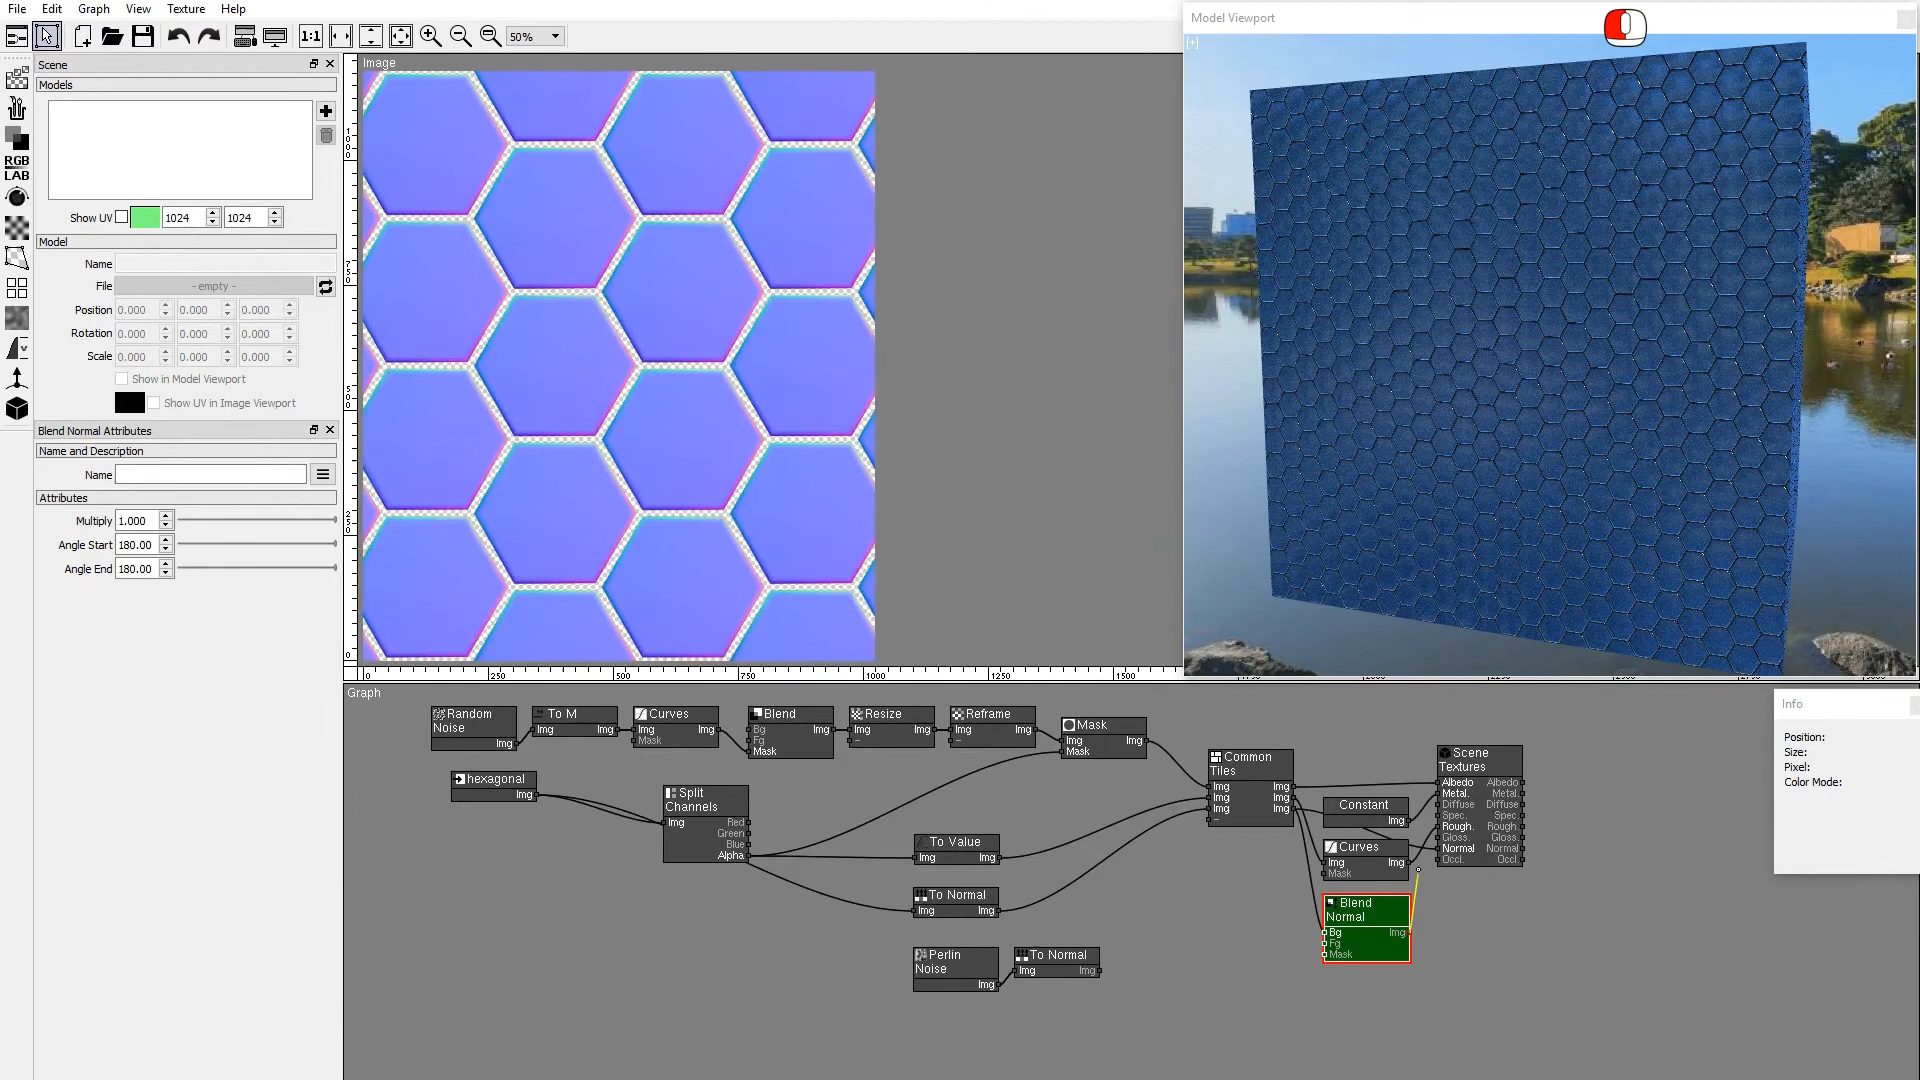 File Edit Graph View Texture Help
1:1 50%
Scene
Models
RGB
LAB
Show UV 1024 1024
Model
Name
File - empty -
Position 0.000 0.000 0.000
Rotation 0.000 0.000 0.000
Scale 0.000 0.000 0.000
Show in Model Viewport
Show UV in Image Viewport
Blend Normal Attributes
Name and Description
Name
Attributes
Multiply 1.000
Angle Start 180.00
Angle End 180.00
Image
1000
750
500
250
0
0 250 500 750 1000 1250 1500
Model Viewport
[+]
Graph
Random
Noise
Img
To M
Img Img
Curves
Img Img
Mask
Blend
Bg Img
Fg
Mask
Resize
Img Img
Reframe
Img Img
Mask
Img Img
Mask
hexagonal
Img
Split
Channels
Img Red
Green
Blue
Alpha
To Value
Img Img
To Normal
Img Img
Perlin
Noise
Img
To Normal
Img Img
Common
Tiles
Img Img
Img Img
Img Img
Constant
Img
Curves
Img Img
Mask
Blend
Normal
Bg Img
Fg
Mask
Scene
Textures
Albedo Albedo
Metal. Metal.
Diffuse Diffuse
Spec. Spec.
Rough. Rough.
Gloss. Gloss.
Normal Normal
Occl. Occl.
Info
Position:
Size:
Pixel:
Color Mode: